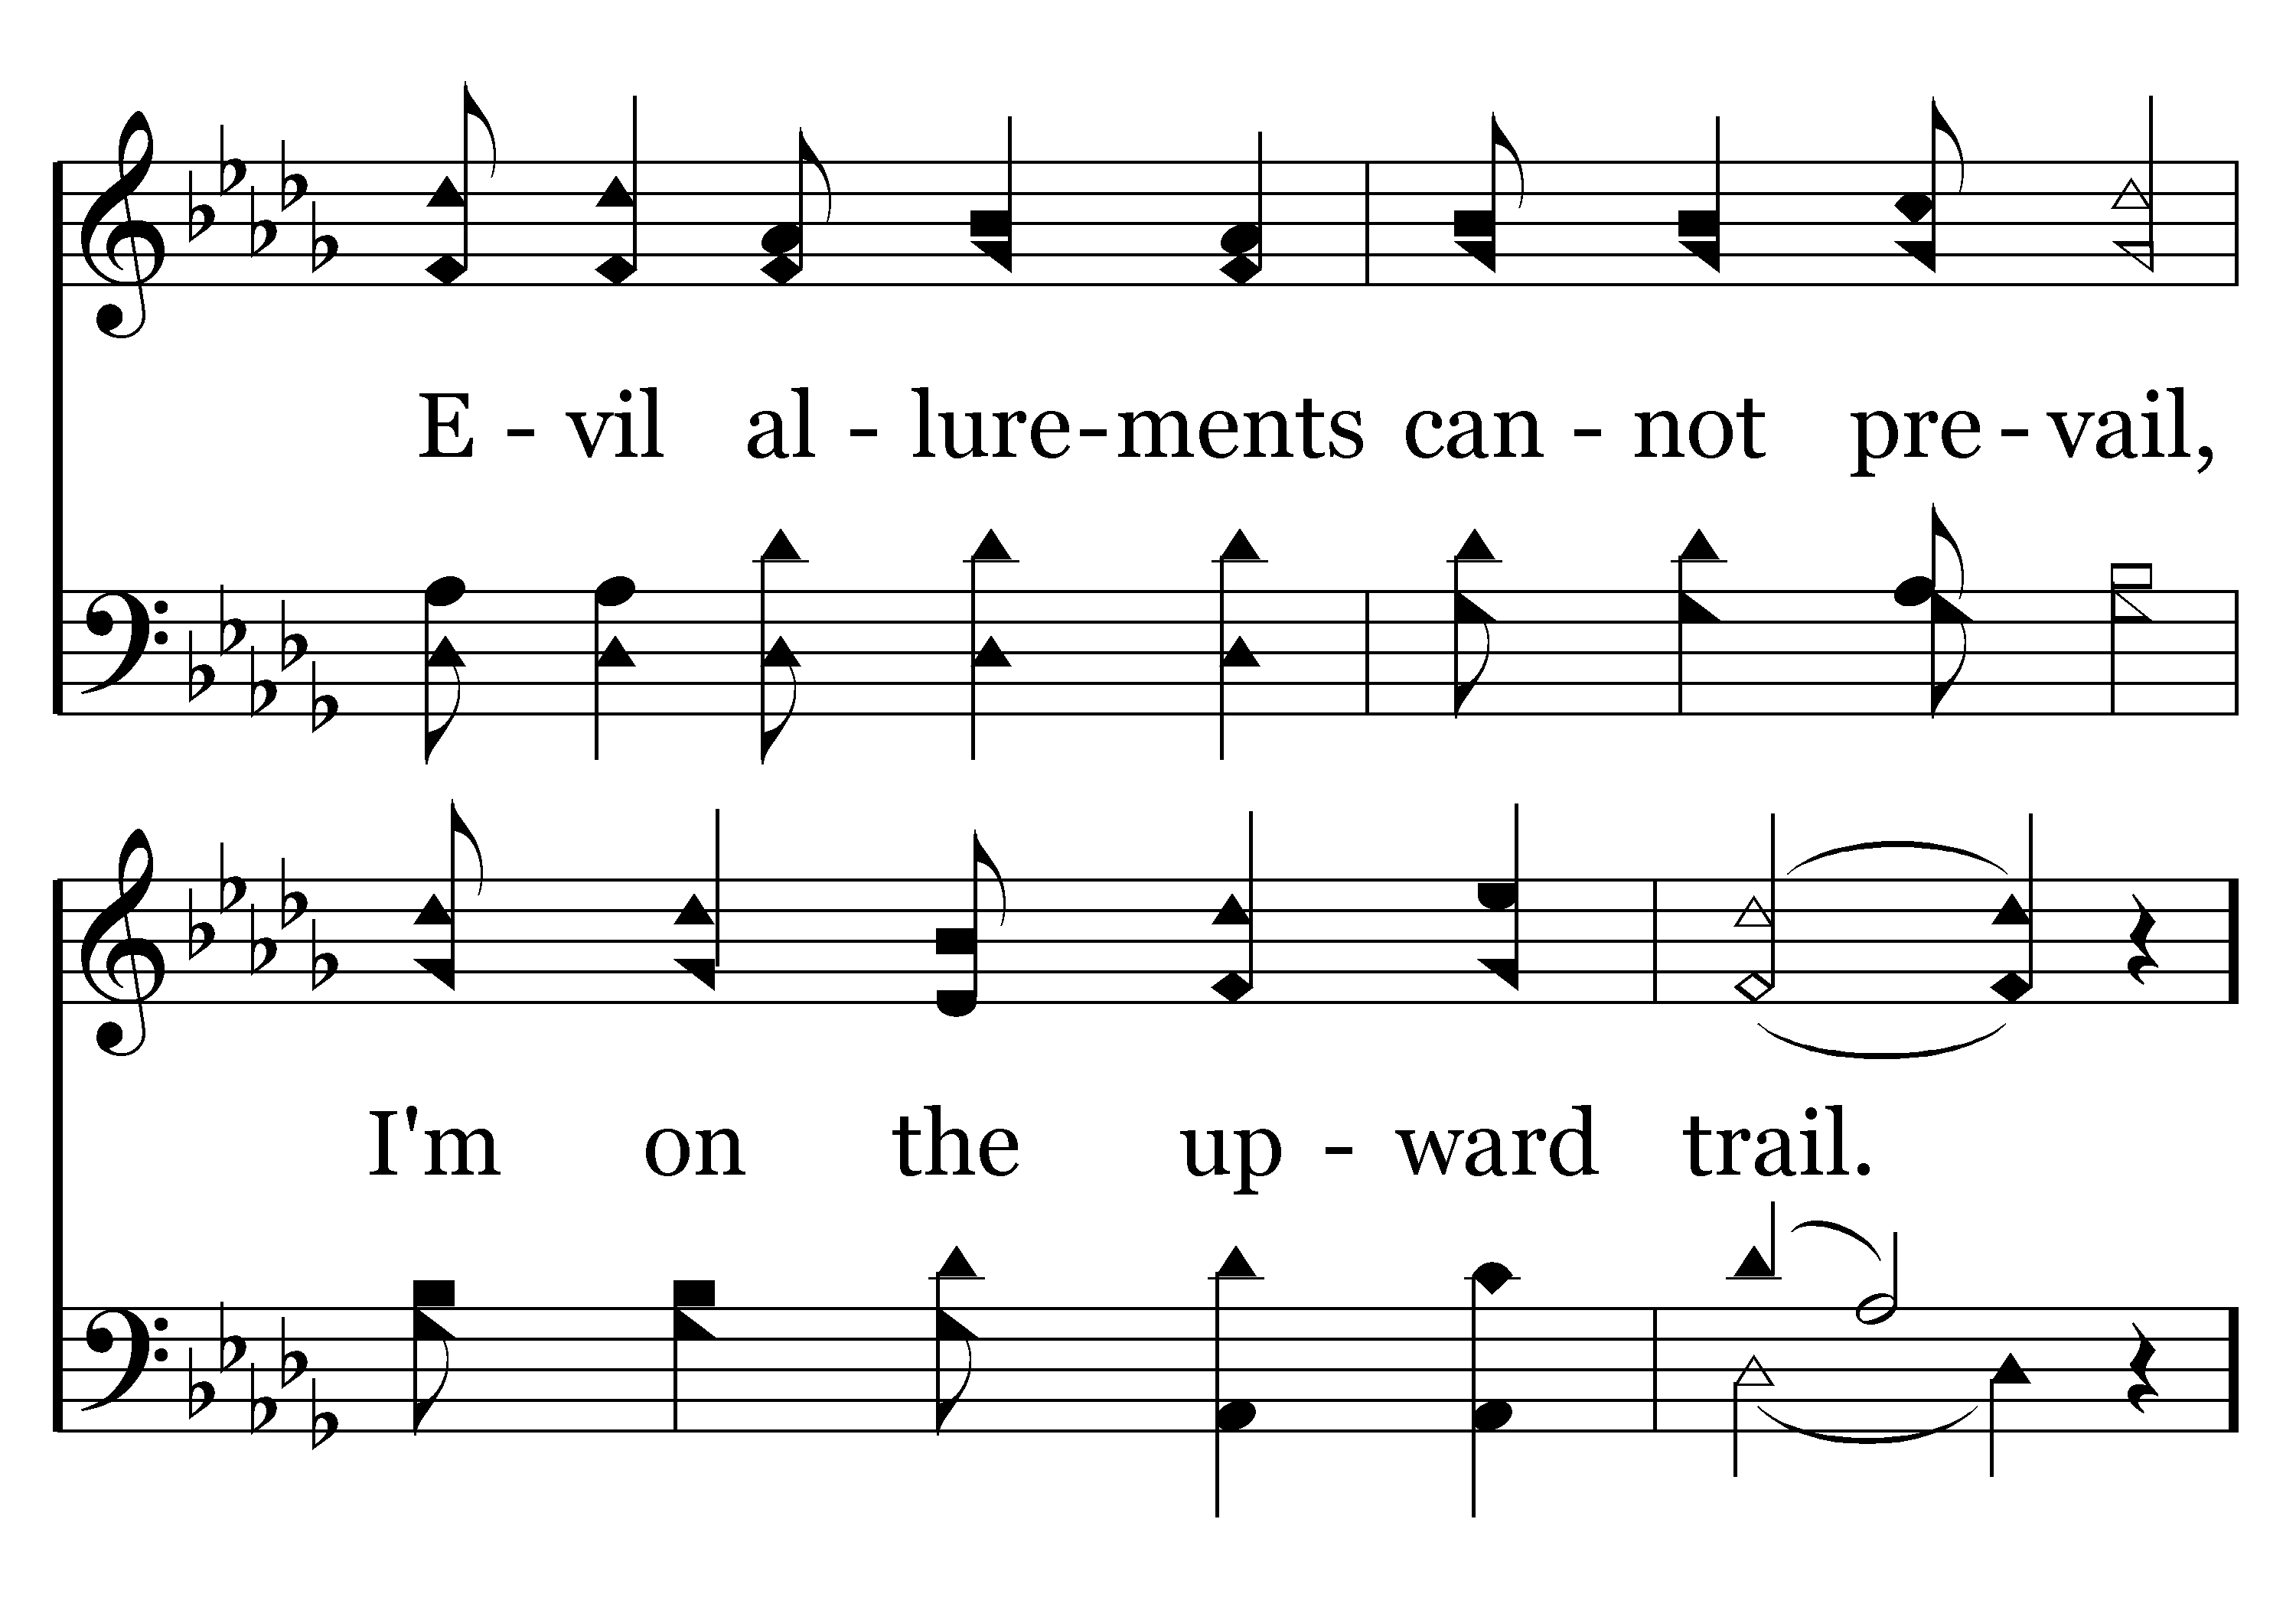 E - vil al - lure-ments can - not pre - vail,
I'm on the up - ward trail.